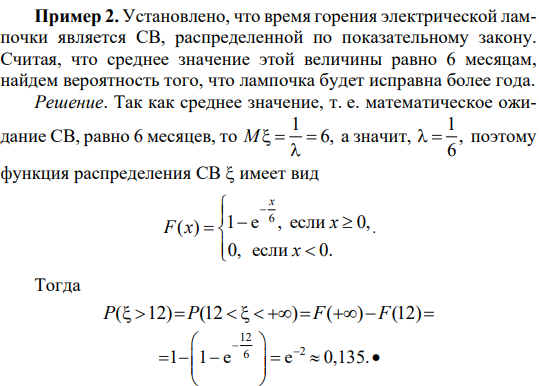 Пример 2. Установлено, что время горения электрической лам-
почки является СВ, распределенной по показательному закону.
Считая, что среднее значение этой величины равно 6 месяцам,
найдем вероятность того, что лампочка будет исправна более года.
Решение. Так как среднее значение, т. е. математическое ожи-
дание СВ, равно 6 месяцев, то Mξ = 1/λ = 6, а значит, λ = 1/6, поэтому
функция распределения СВ ξ имеет вид
F(x) = { 1 − e^(−x/6), если x ≥ 0,
0, если x < 0. .
Тогда
P(ξ > 12) = P(12 < ξ < +∞) = F(+∞) − F(12) =
= 1 − (1 − e^(−12/6)) = e^(−2) ≈ 0,135. •